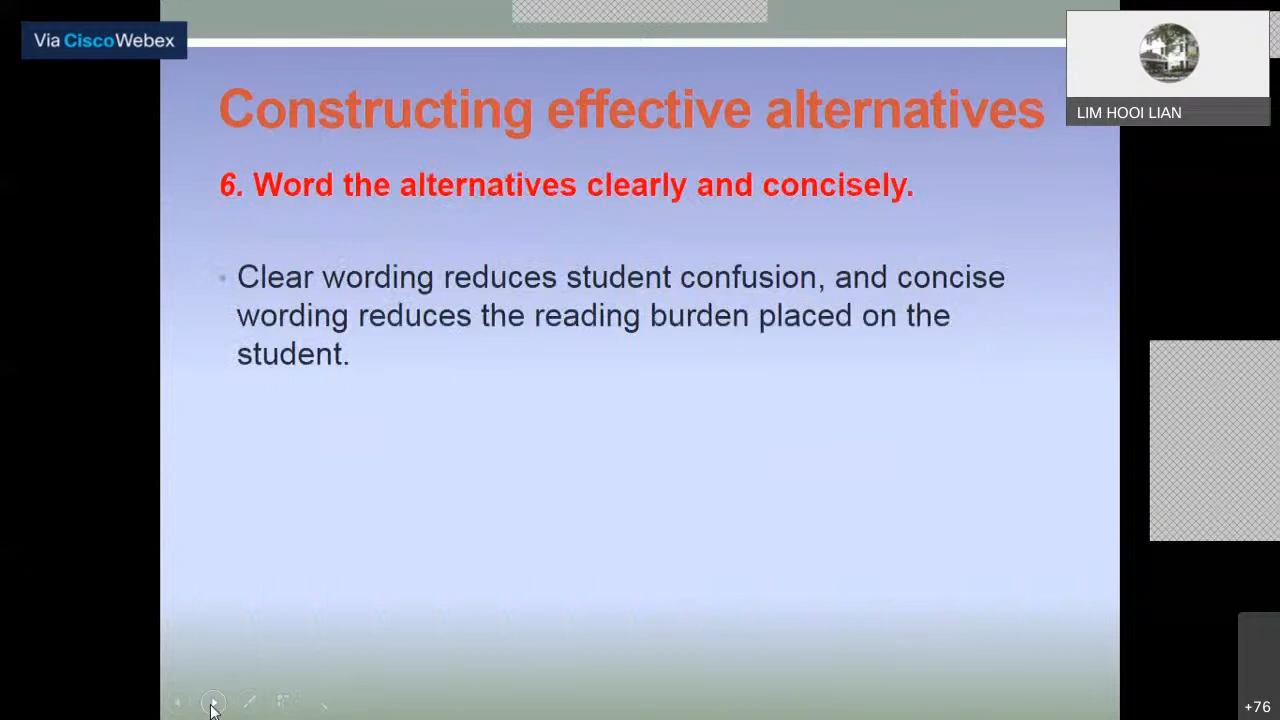 Via CiscoWebex
LIM HOOI LIAN
Constructing effective alternatives
6. Word the alternatives clearly and concisely.
Clear wording reduces student confusion, and concise
wording reduces the reading burden placed on the
student.
+76